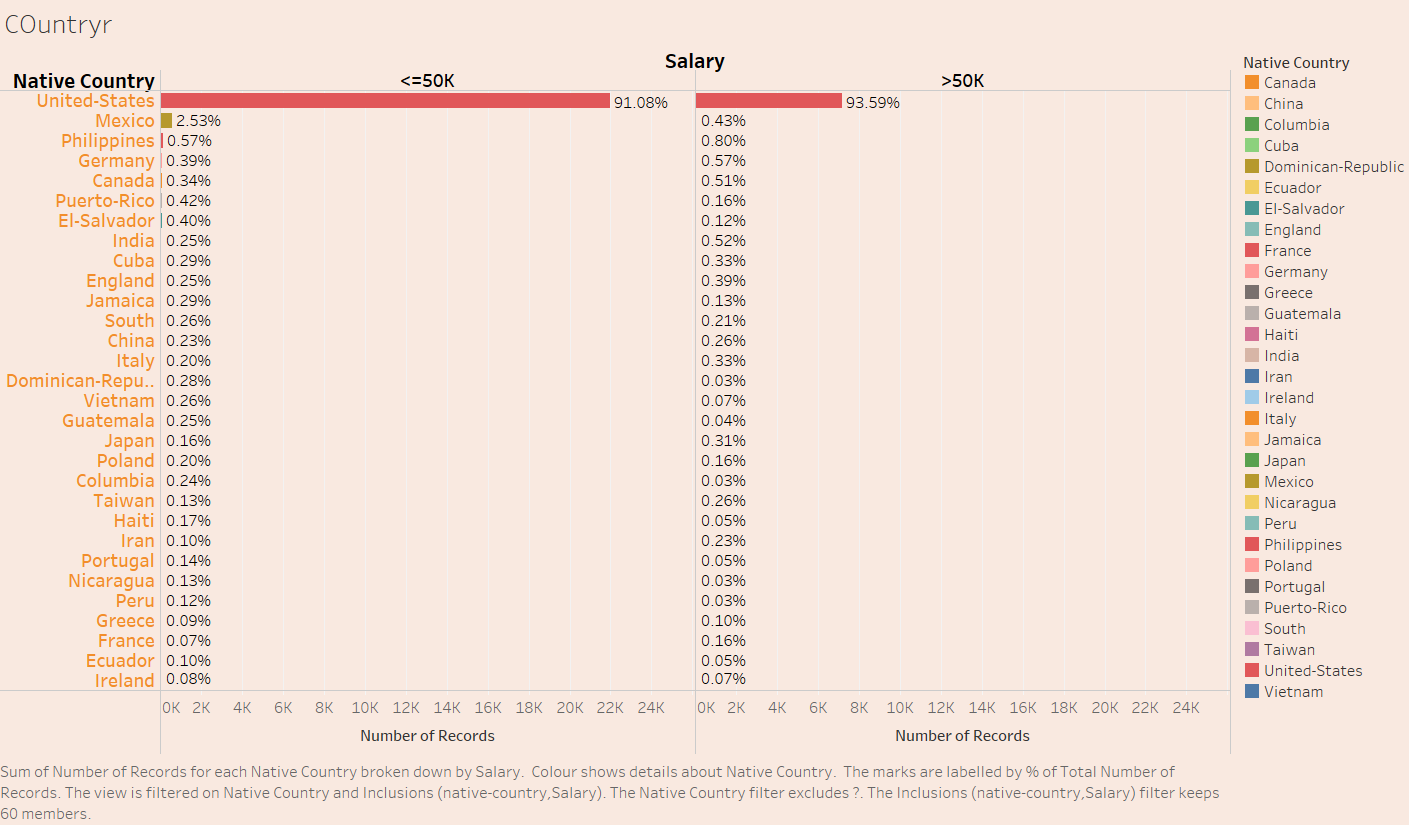 COuntryr
Salary
Native Country <=50K >50K
United-States 91.08% 93.59%
Mexico 2.53% 0.43%
Philippines 0.57% 0.80%
Germany 0.39% 0.57%
Canada 0.34% 0.51%
Puerto-Rico 0.42% 0.16%
El-Salvador 0.40% 0.12%
India 0.25% 0.52%
Cuba 0.29% 0.33%
England 0.25% 0.39%
Jamaica 0.29% 0.13%
South 0.26% 0.21%
China 0.23% 0.26%
Italy 0.20% 0.33%
Dominican-Repu.. 0.28% 0.03%
Vietnam 0.26% 0.07%
Guatemala 0.25% 0.04%
Japan 0.16% 0.31%
Poland 0.20% 0.16%
Columbia 0.24% 0.03%
Taiwan 0.13% 0.26%
Haiti 0.17% 0.05%
Iran 0.10% 0.23%
Portugal 0.14% 0.05%
Nicaragua 0.13% 0.03%
Peru 0.12% 0.03%
Greece 0.09% 0.10%
France 0.07% 0.16%
Ecuador 0.10% 0.05%
Ireland 0.08% 0.07%
0K 2K 4K 6K 8K 10K 12K 14K 16K 18K 20K 22K 24K 0K 2K 4K 6K 8K 10K 12K 14K 16K 18K 20K 22K 24K
Number of Records Number of Records
Native Country
Canada
China
Columbia
Cuba
Dominican-Republic
Ecuador
El-Salvador
England
France
Germany
Greece
Guatemala
Haiti
India
Iran
Ireland
Italy
Jamaica
Japan
Mexico
Nicaragua
Peru
Philippines
Poland
Portugal
Puerto-Rico
South
Taiwan
United-States
Vietnam
Sum of Number of Records for each Native Country broken down by Salary. Colour shows details about Native Country. The marks are labelled by % of Total Number of
Records. The view is filtered on Native Country and Inclusions (native-country,Salary). The Native Country filter excludes ?. The Inclusions (native-country,Salary) filter keeps
60 members.